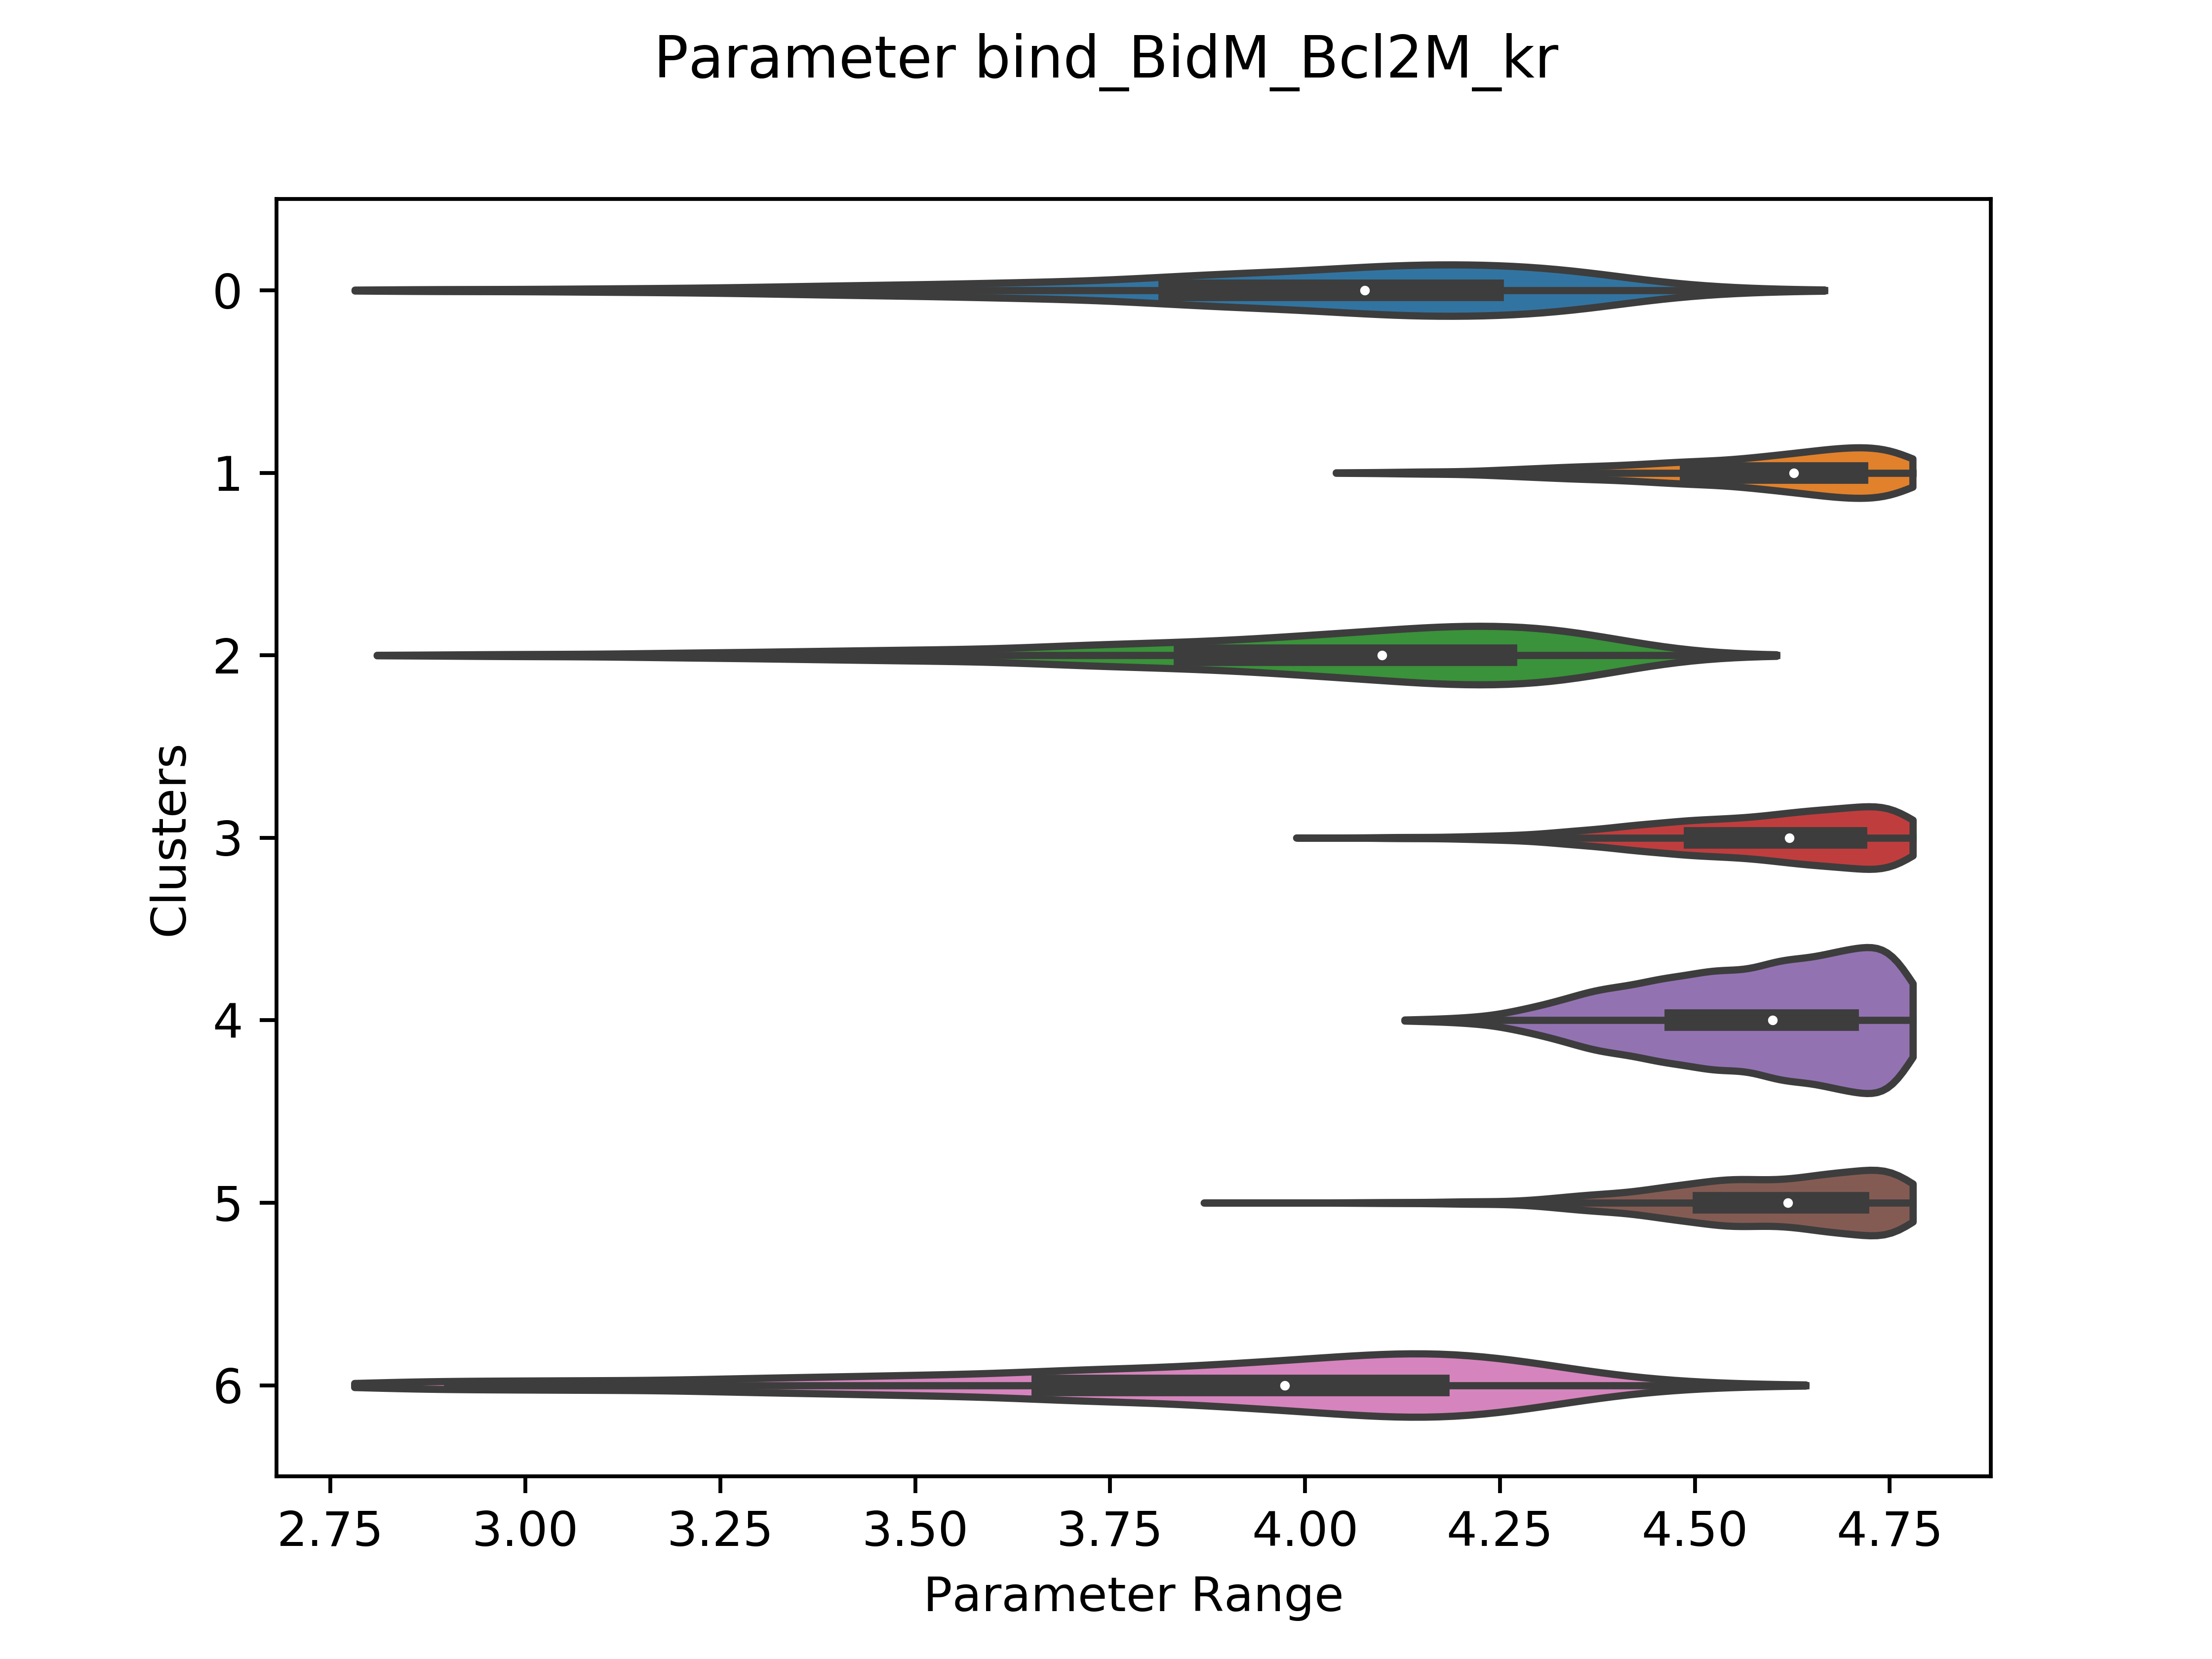 Parameter bind_BidM_Bcl2M_kr
0
1
2
3
4
5
6
Clusters
2.75 3.00 3.25 3.50 3.75 4.00 4.25 4.50 4.75
Parameter Range